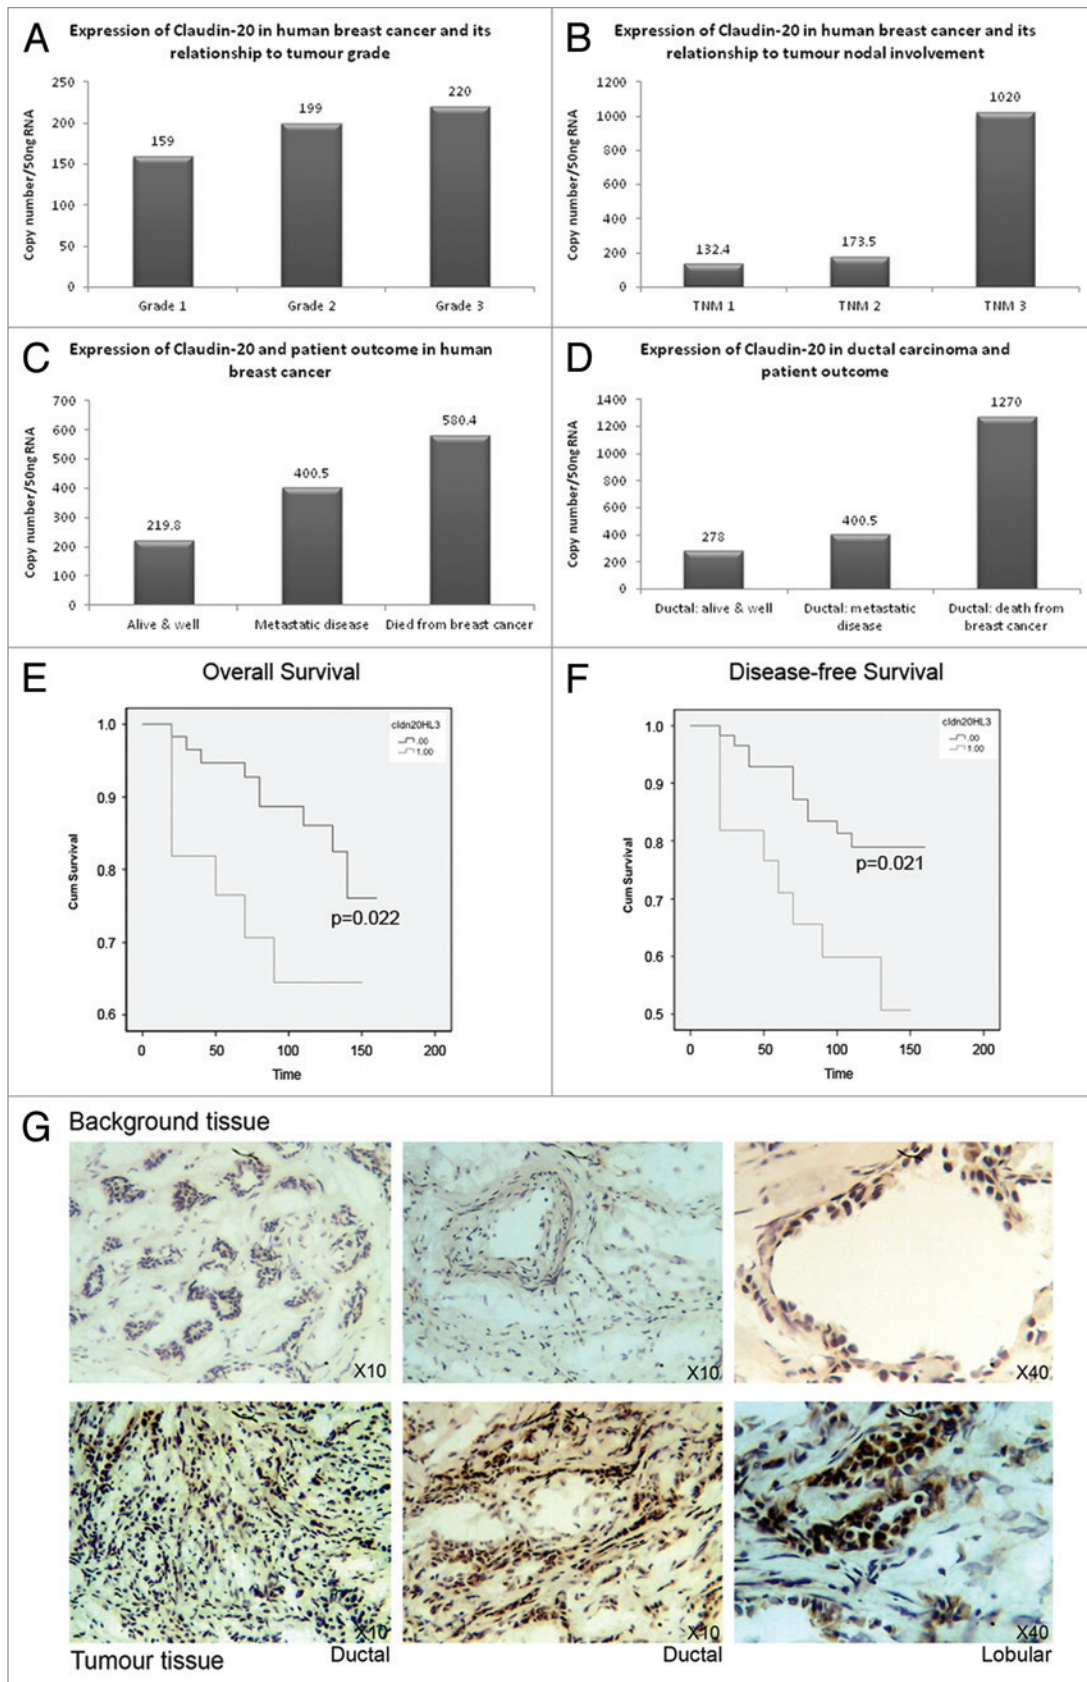 A
Expression of Claudin-20 in human breast cancer and its
relationship to tumour grade
Copy number/50ngRNA
250
200
150
100
50
0
159
199
220
Grade 1
Grade 2
Grade 3
B
Expression of Claudin-20 in human breast cancer and its
relationship to tumour nodal involvement
Copy number/50ngRNA
1200
1000
800
600
400
200
0
132.4
173.5
1020
TNM 1
TNM 2
TNM 3
C
Expression of Claudin-20 and patient outcome in human
breast cancer
Copy number/50ngRNA
700
600
500
400
300
200
100
0
219.8
400.5
580.4
Alive & well
Metastatic disease
Died from breast cancer
D
Expression of Claudin-20 in ductal carcinoma and
patient outcome
Copy number/50ngRNA
1400
1200
1000
800
600
400
200
0
278
400.5
1270
Ductal: alive & well
Ductal: metastatic
disease
Ductal: death from
breast cancer
E
Overall Survival
cldn20HL3
.00
1.00
Cum Survival
1.0
0.9
0.8
0.7
0.6
p=0.022
0
50
100
150
200
Time
F
Disease-free Survival
cldn20HL3
.00
1.00
Cum Survival
1.0
0.9
0.8
0.7
0.6
0.5
p=0.021
0
50
100
150
200
Time
G
Background tissue
X10
X10
X40
X10
X10
X40
Tumour tissue
Ductal
Ductal
Lobular